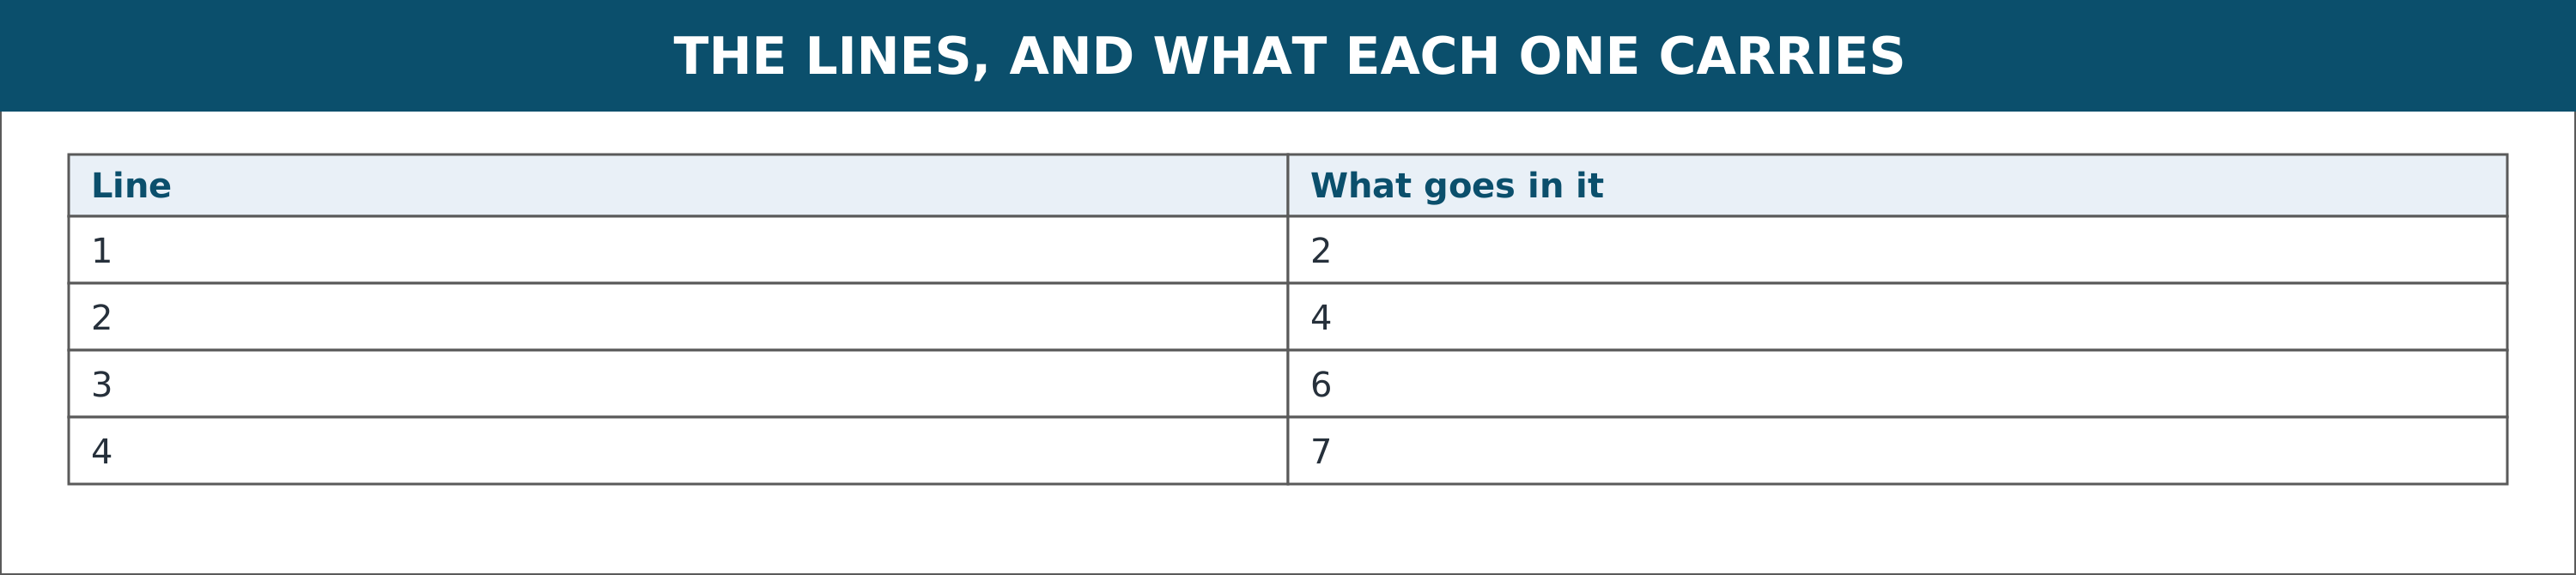 THE LINES, AND WHAT EACH ONE CARRIES
Line What goes in it
1 2
2 4
3 6
4 7